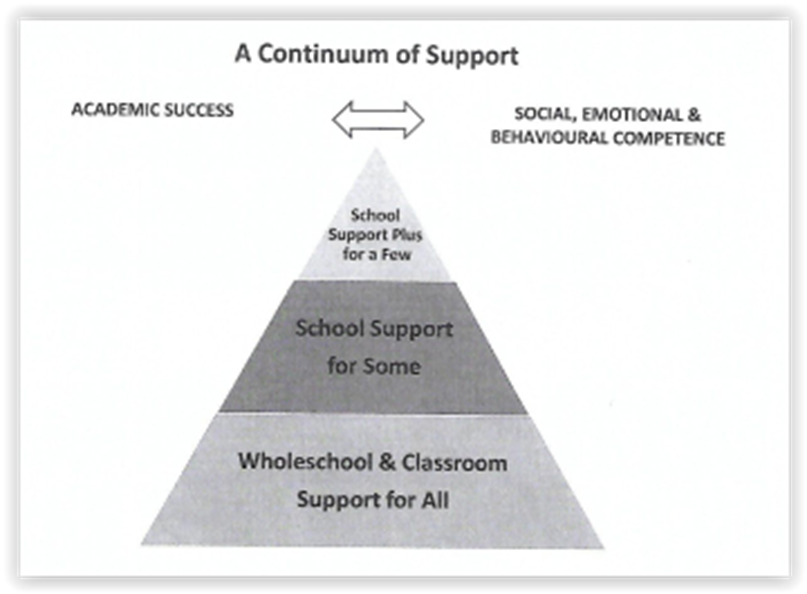 A Continuum of Support
ACADEMIC SUCCESS
SOCIAL, EMOTIONAL &
BEHAVIOURAL COMPETENCE
School
Support Plus
for a Few
School Support
for Some
Wholeschool & Classroom
Support for All